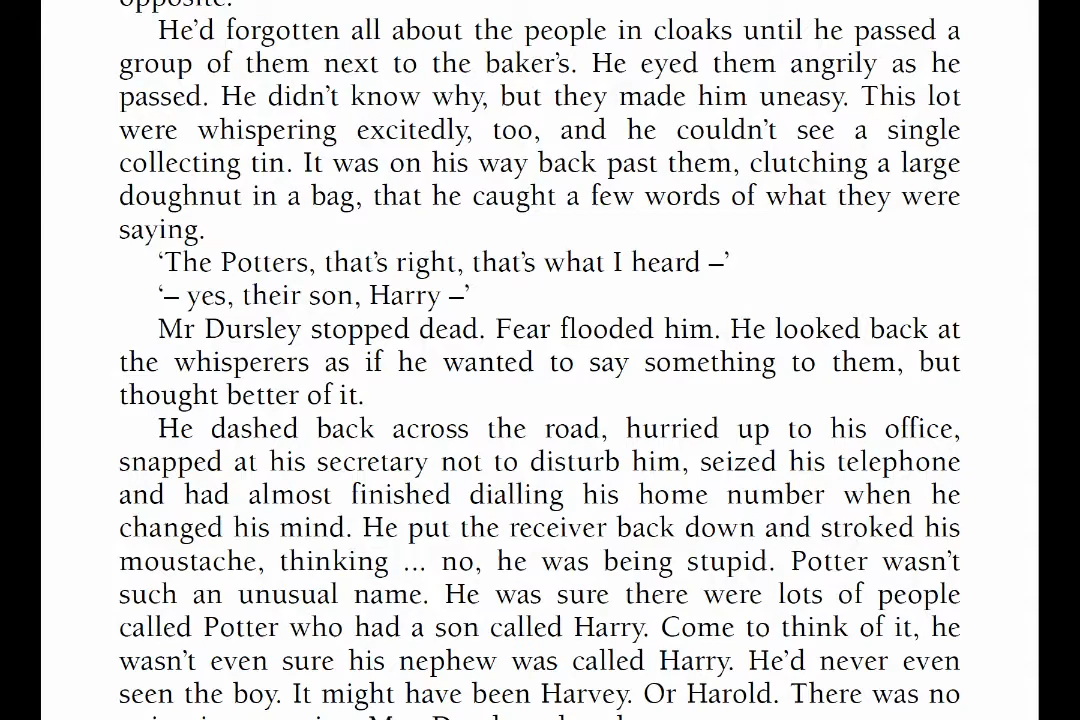 opposite.
He'd forgotten all about the people in cloaks until he passed a
group of them next to the baker's. He eyed them angrily as he
passed. He didn't know why, but they made him uneasy. This lot
were whispering excitedly, too, and he couldn't see a single
collecting tin. It was on his way back past them, clutching a large
doughnut in a bag, that he caught a few words of what they were
saying.
‘The Potters, that’s right, that’s what I heard –’
‘– yes, their son, Harry –’
Mr Dursley stopped dead. Fear flooded him. He looked back at
the whisperers as if he wanted to say something to them, but
thought better of it.
He dashed back across the road, hurried up to his office,
snapped at his secretary not to disturb him, seized his telephone
and had almost finished dialling his home number when he
changed his mind. He put the receiver back down and stroked his
moustache, thinking ... no, he was being stupid. Potter wasn’t
such an unusual name. He was sure there were lots of people
called Potter who had a son called Harry. Come to think of it, he
wasn’t even sure his nephew was called Harry. He’d never even
seen the boy. It might have been Harvey. Or Harold. There was no